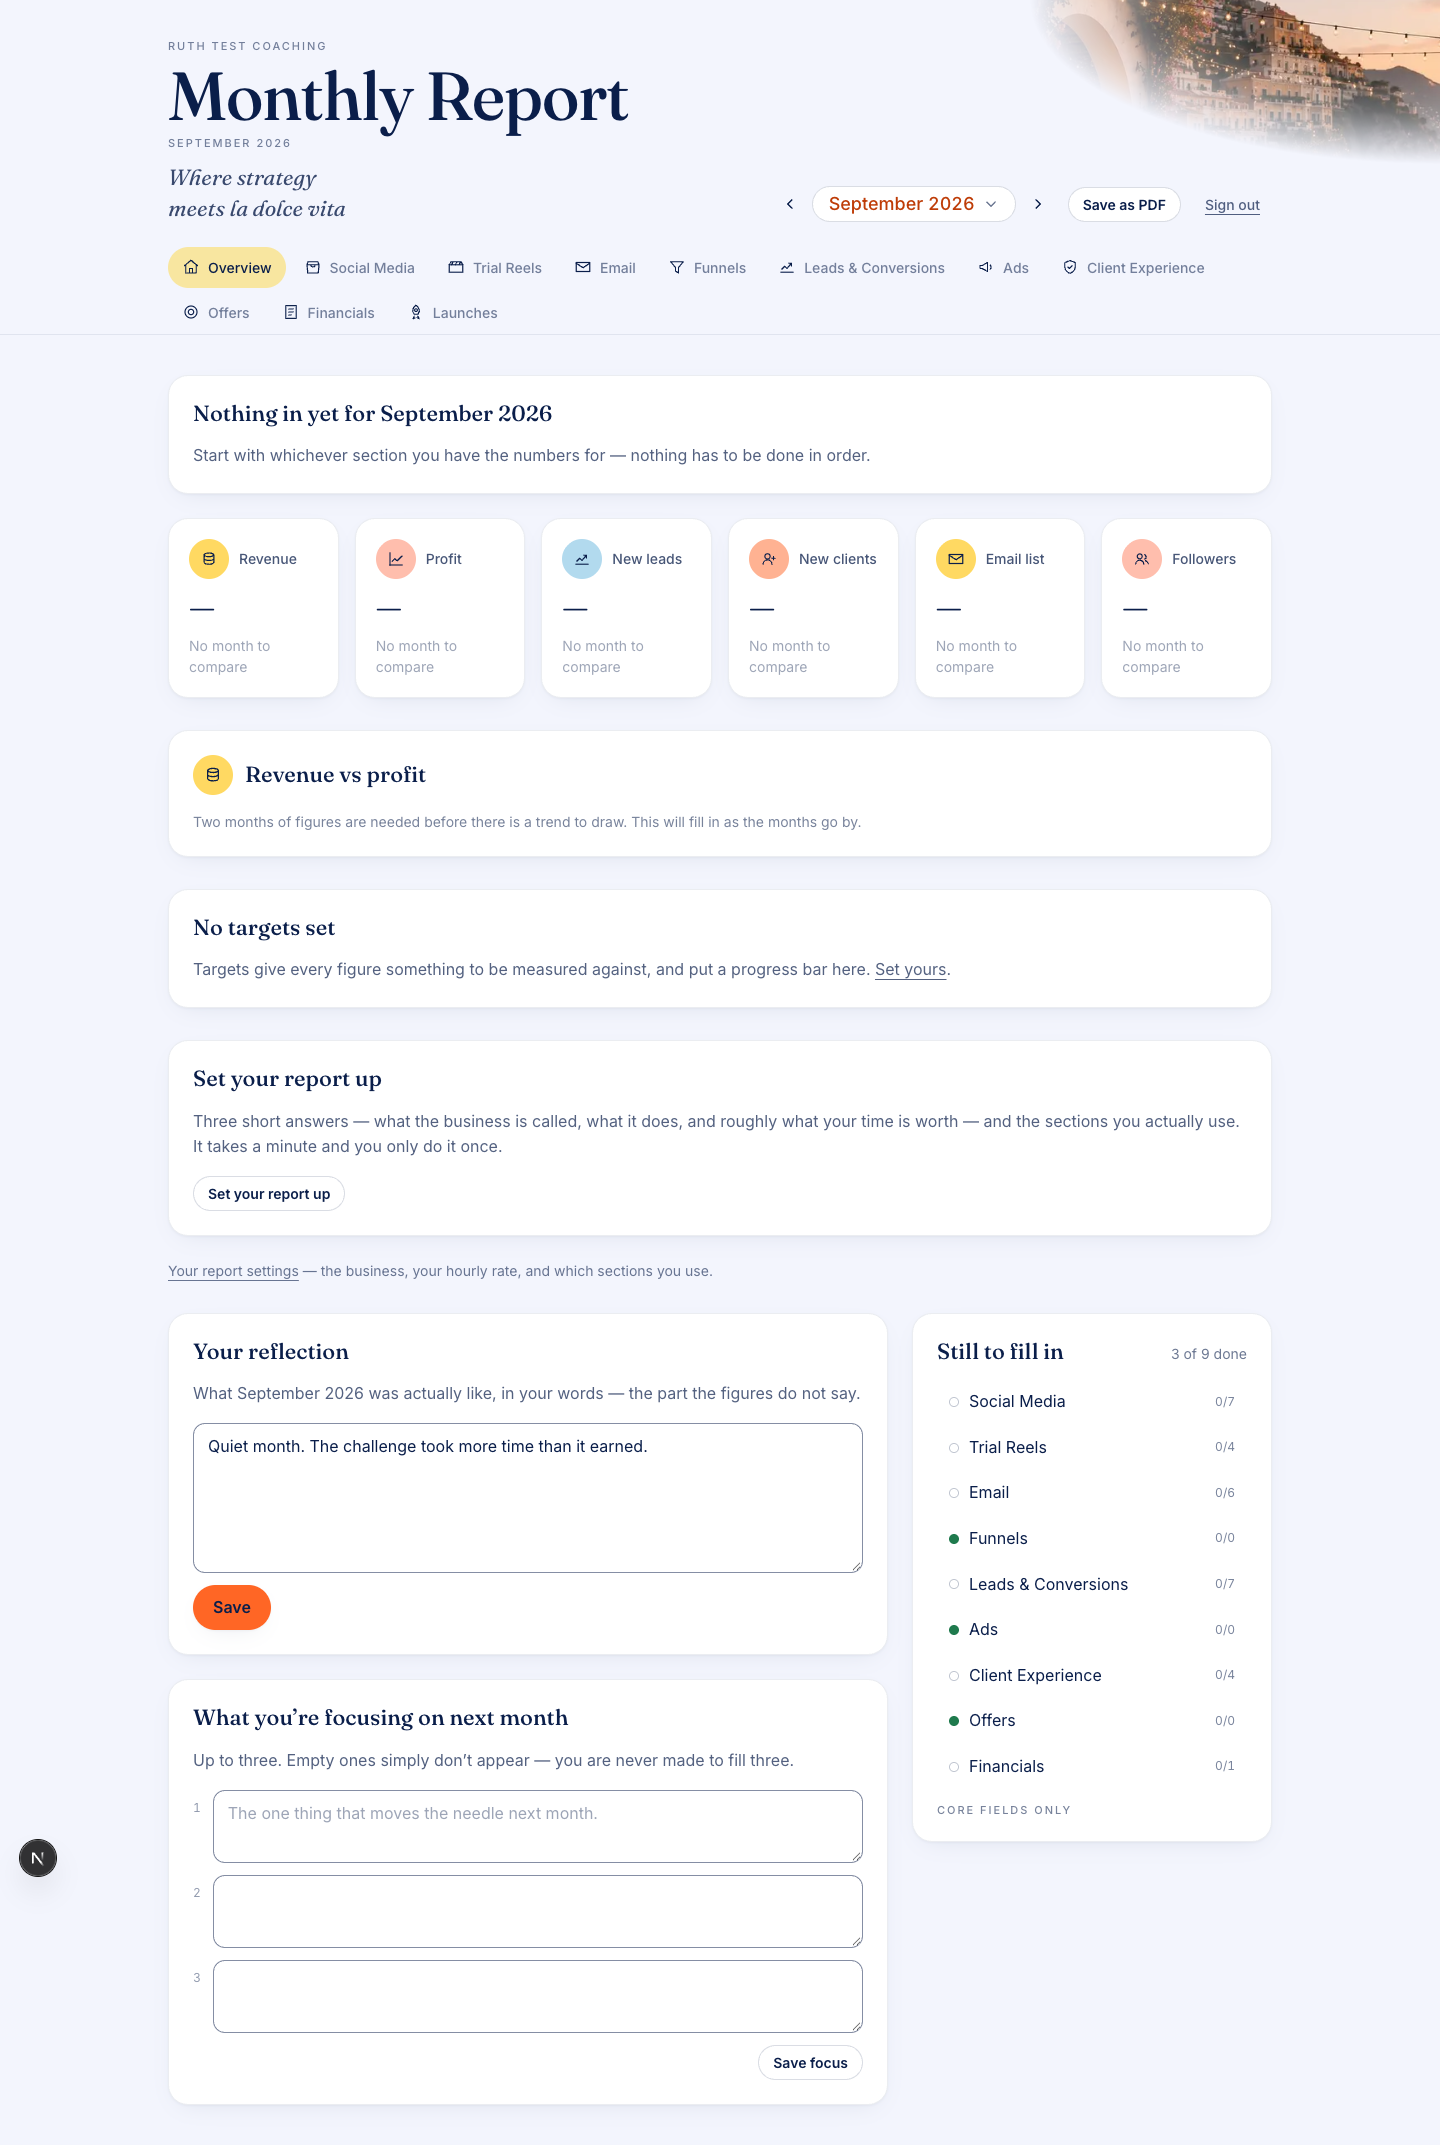 RUTH TEST COACHING
Monthly Report
SEPTEMBER 2026
Where strategy
meets la dolce vita
September 2026
Save as PDF
Sign out
Overview
Social Media
Trial Reels
Email
Funnels
Leads & Conversions
Ads
Client Experience
Offers
Financials
Launches
Nothing in yet for September 2026
Start with whichever section you have the numbers for — nothing has to be done in order.
Revenue
—
No month to
compare
Profit
—
No month to
compare
New leads
—
No month to
compare
New clients
—
No month to
compare
Email list
—
No month to
compare
Followers
—
No month to
compare
Revenue vs profit
Two months of figures are needed before there is a trend to draw. This will fill in as the months go by.
No targets set
Targets give every figure something to be measured against, and put a progress bar here. Set yours.
Set your report up
Three short answers — what the business is called, what it does, and roughly what your time is worth — and the sections you actually use.
It takes a minute and you only do it once.
Set your report up
Your report settings — the business, your hourly rate, and which sections you use.
Your reflection
What September 2026 was actually like, in your words — the part the figures do not say.
Quiet month. The challenge took more time than it earned.
Save
What you’re focusing on next month
Up to three. Empty ones simply don’t appear — you are never made to fill three.
1
The one thing that moves the needle next month.
2
3
Save focus
Still to fill in
3 of 9 done
Social Media 0/7
Trial Reels 0/4
Email 0/6
Funnels 0/0
Leads & Conversions 0/7
Ads 0/0
Client Experience 0/4
Offers 0/0
Financials 0/1
CORE FIELDS ONLY
N